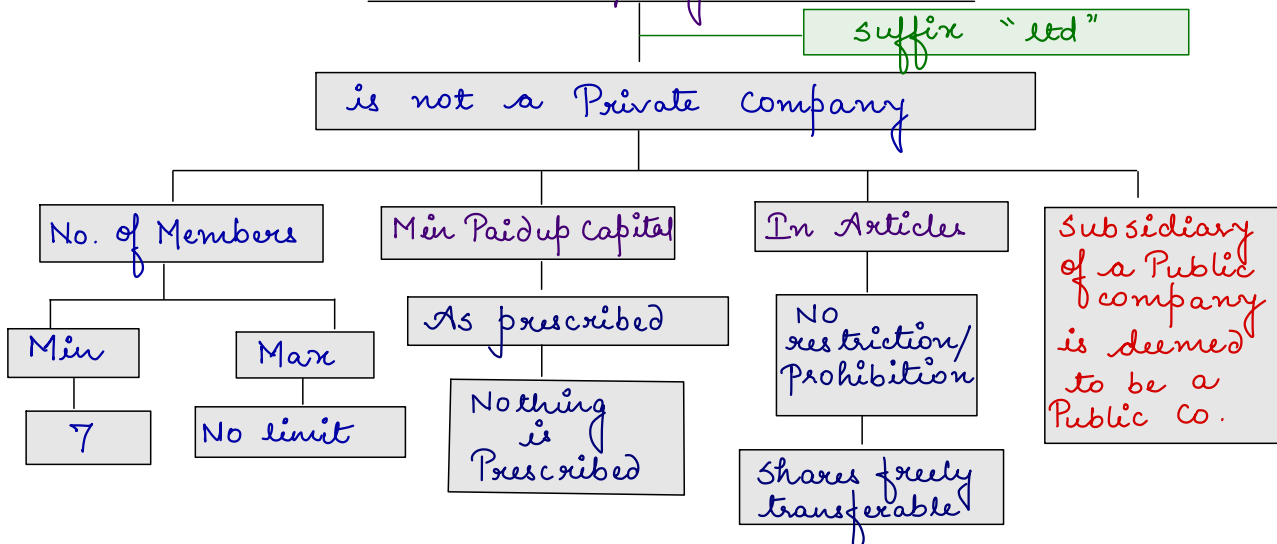 suffix "ltd"
is not a Private Company
No. of Members
Min Paidup Capital
In Articles
Subsidiary
of a Public
company
is deemed
to be a
Public Co.
As prescribed
No
restriction/
Prohibition
Min
Max
7
No limit
Nothing
is
Prescribed
Shares freely
transferable